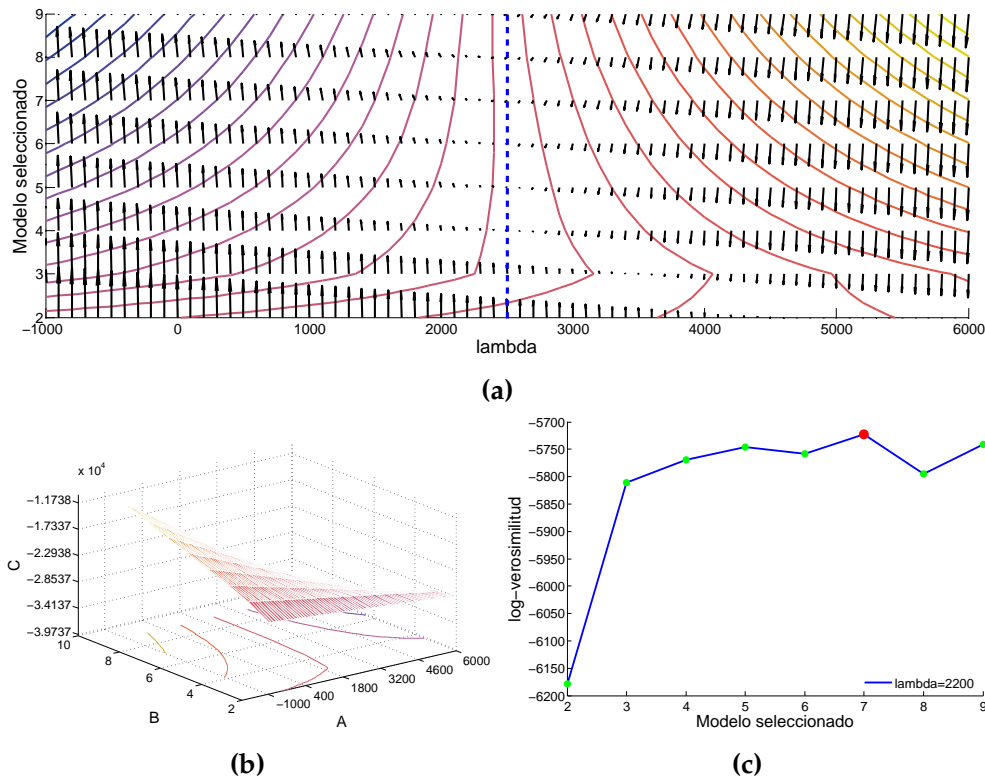 9
8
7
6
5
4
3
2
Modelo seleccionado
−1000 0 1000 2000 3000 4000 5000 6000
lambda
(a)
x 10^4
−1.1738
−1.7337
−2.2938
−2.8537
−3.4137
−3.9737
C
10
8
6
4
2
B
−1000 400 1800 3200 4600 6000
A
(b)
−5700
−5750
−5800
−5850
−5900
−5950
−6000
−6050
−6100
−6150
−6200
log−verosimilitud
lambda=2200
2 3 4 5 6 7 8 9
Modelo seleccionado
(c)